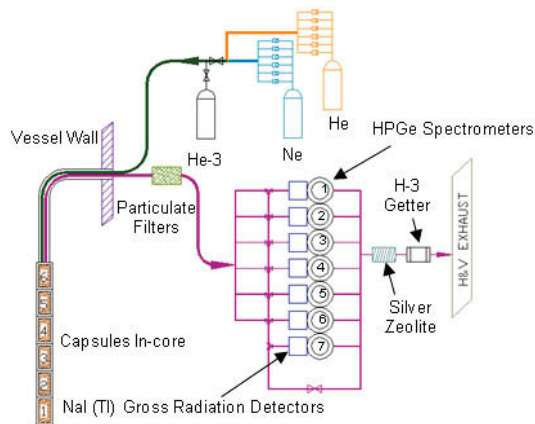 He
Ne
He-3
Vessel Wall
HPGe Spectrometers
Particulate
Filters
H-3
Getter
H&V EXHAUST
1
2
3
4
5
6
7
Silver
Zeolite
Capsules In-core
6
5
4
3
2
1
NaI (Tl) Gross Radiation Detectors